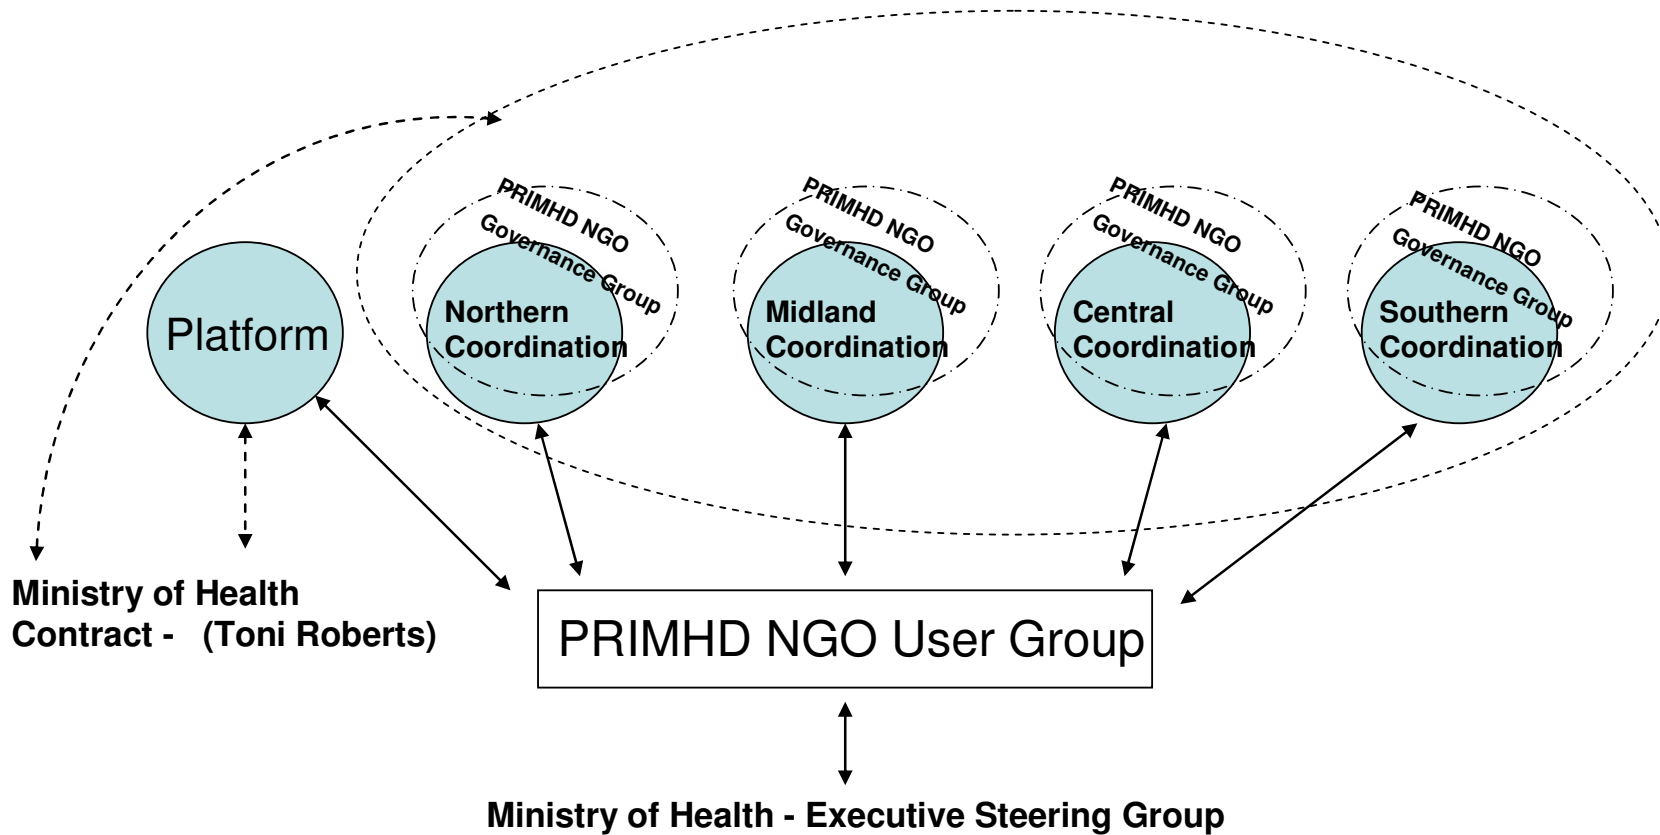 PRIMHD NGO
Governance Group
PRIMHD NGO
Governance Group
PRIMHD NGO
Governance Group
PRIMHD NGO
Governance Group
Platform
Northern
Coordination
Midland
Coordination
Central
Coordination
Southern
Coordination
Ministry of Health
Contract - (Toni Roberts)
PRIMHD NGO User Group
Ministry of Health - Executive Steering Group